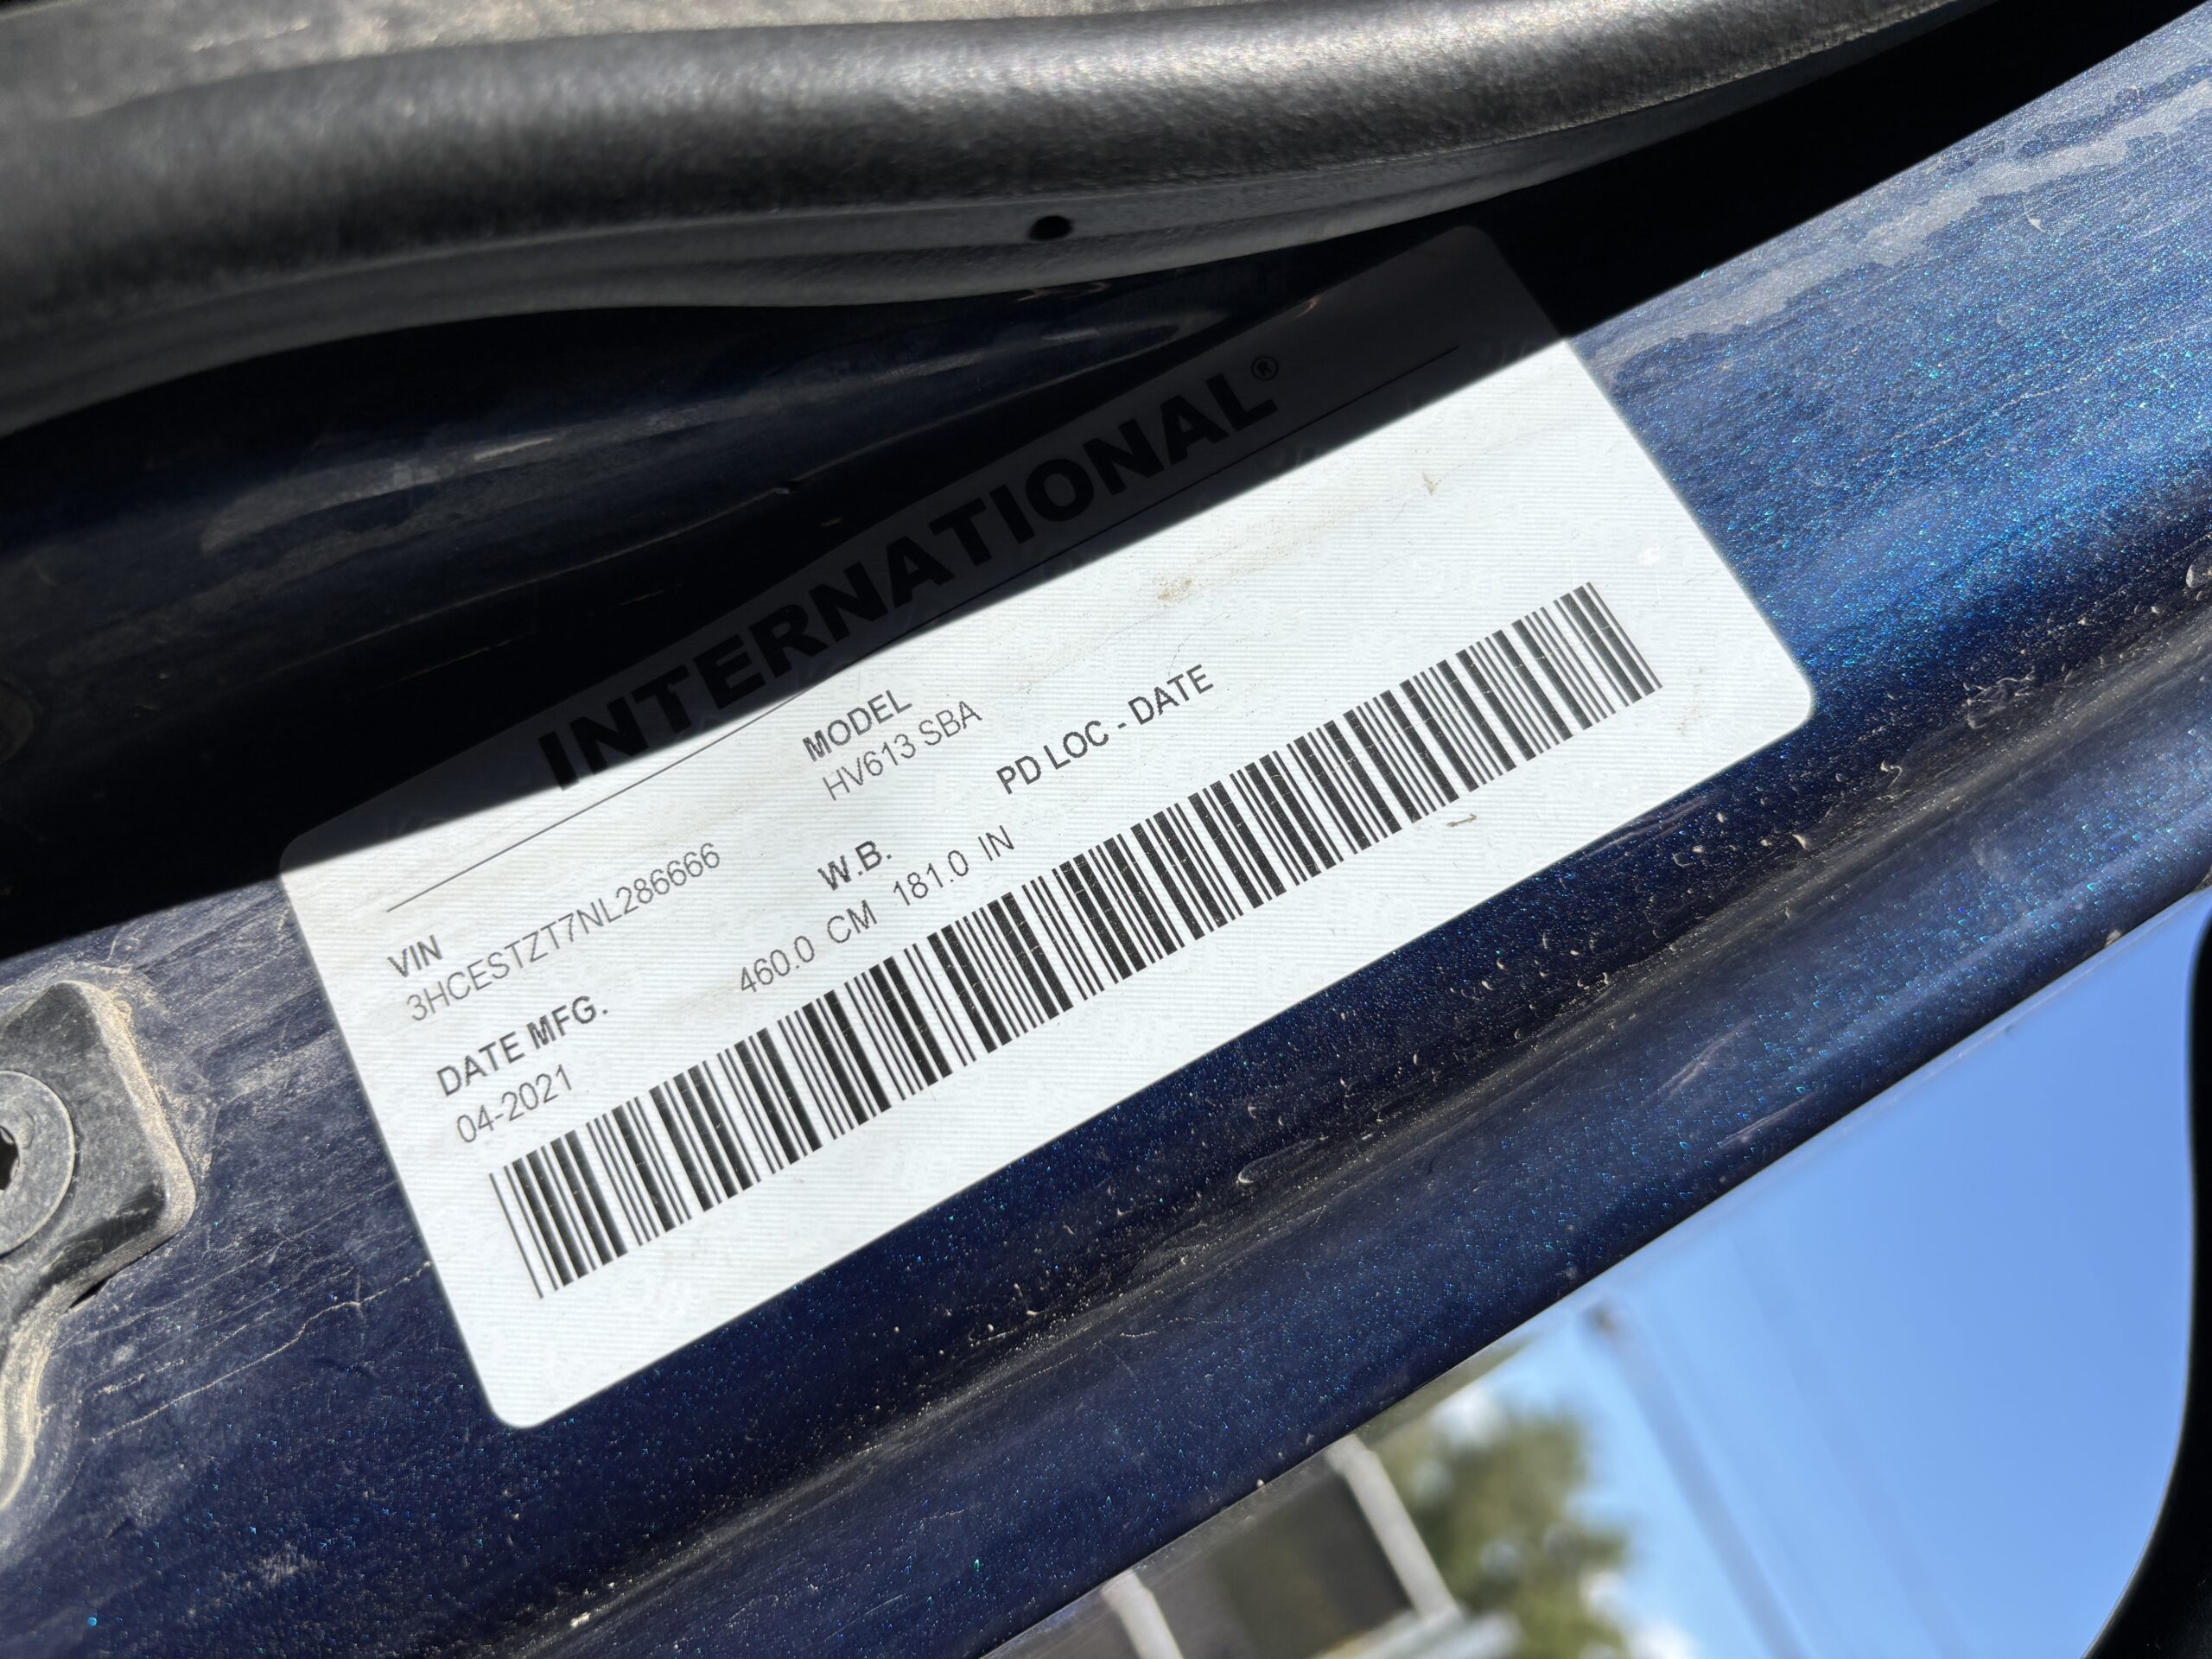 INTERNATIONAL®
VIN
3HCESTZT7NL286666
MODEL
HV613 SBA
DATE MFG.
04-2021
W.B.
460.0 CM 181.0 IN
PD LOC - DATE